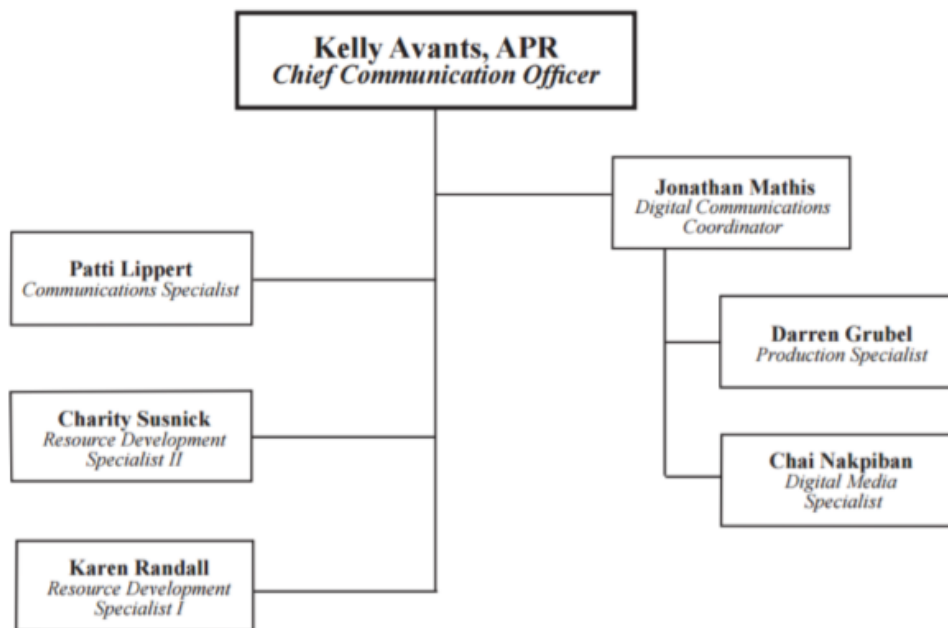 Kelly Avants, APR
Chief Communication Officer
Jonathan Mathis
Digital Communications
Coordinator
Patti Lippert
Communications Specialist
Darren Grubel
Production Specialist
Charity Susnick
Resource Development
Specialist II
Chai Nakpiban
Digital Media
Specialist
Karen Randall
Resource Development
Specialist I